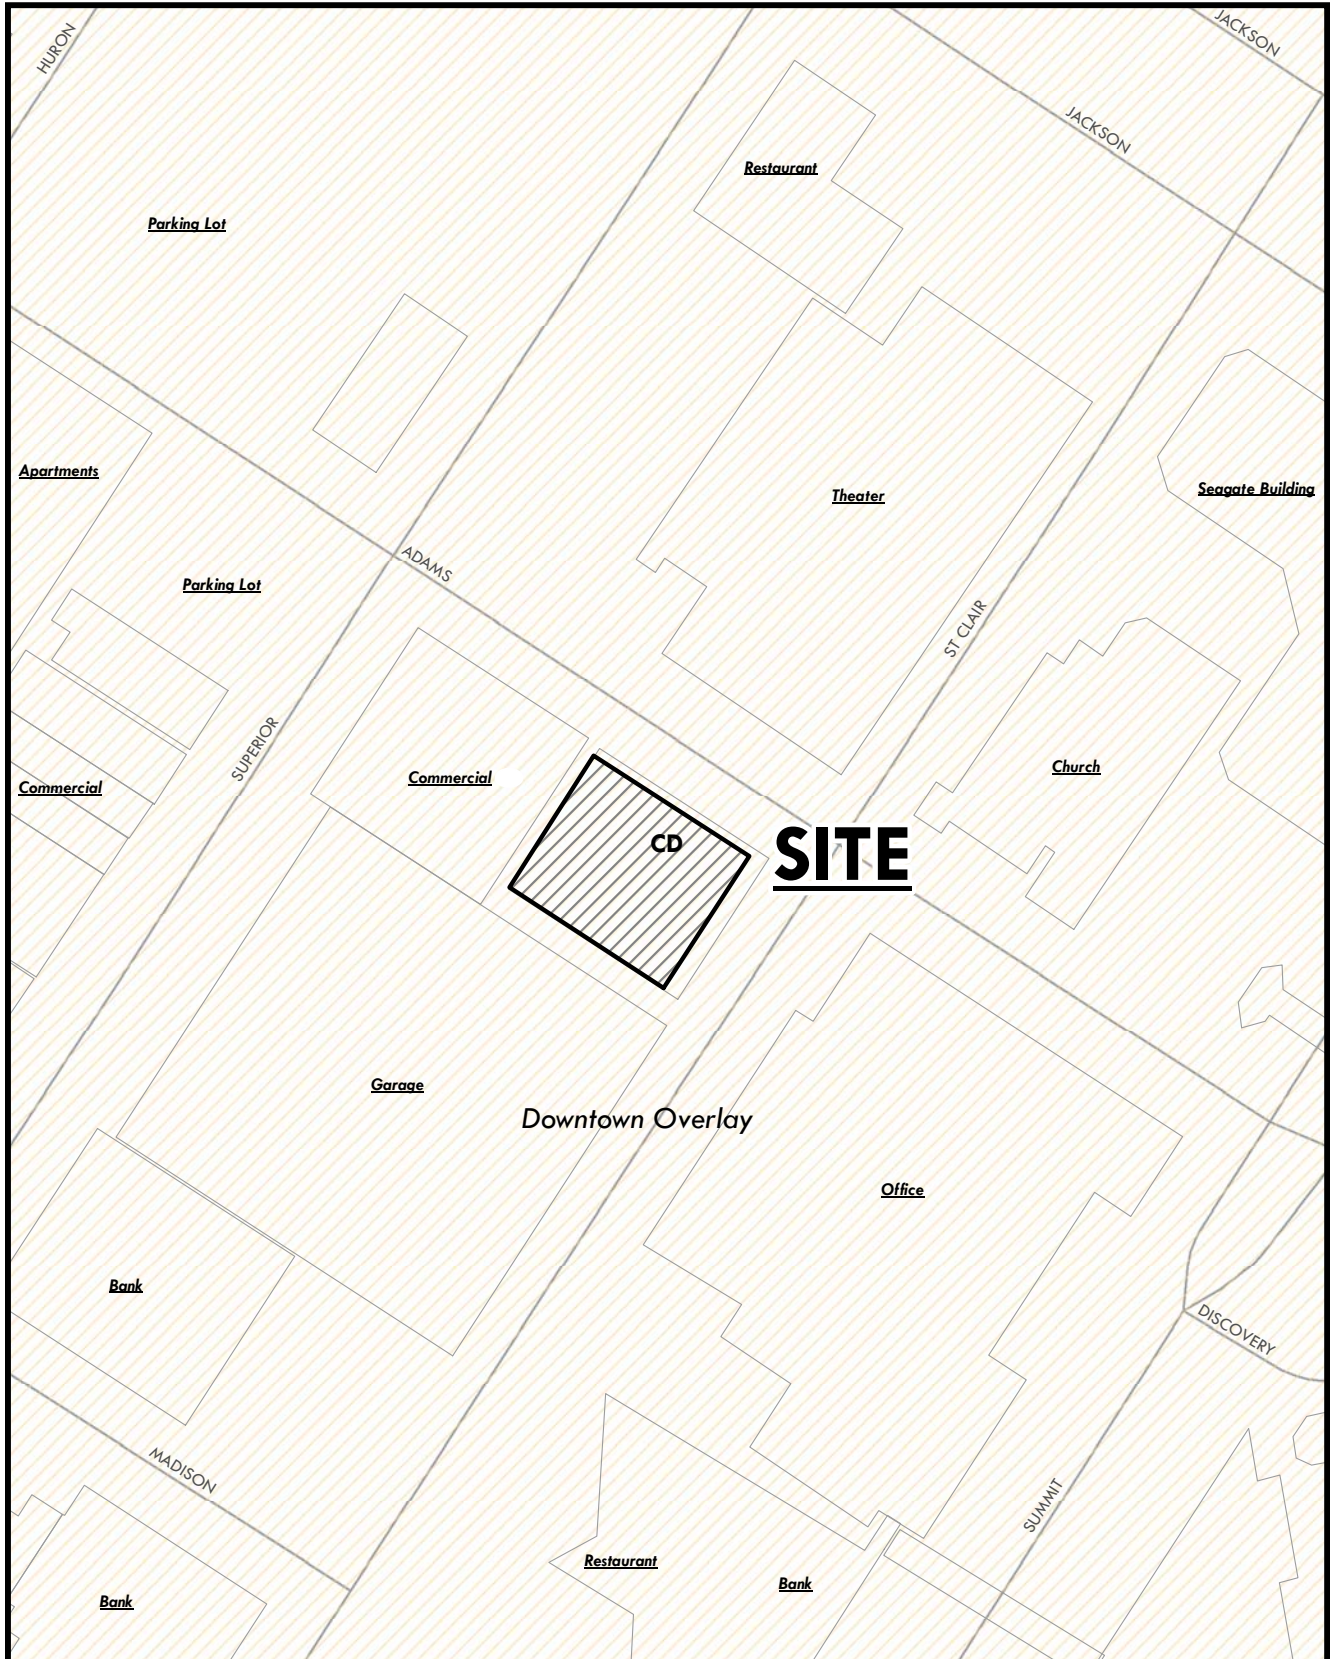 JACKSON
HURON
JACKSON
Restaurant
Parking Lot
Apartments
Seagate Building
Theater
ADAMS
Parking Lot
ST CLAIR
SUPERIOR
Church
Commercial
Commercial
CD
SITE
Garage
Downtown Overlay
Office
Bank
DISCOVERY
MADISON
SUMMIT
Restaurant
Bank
Bank